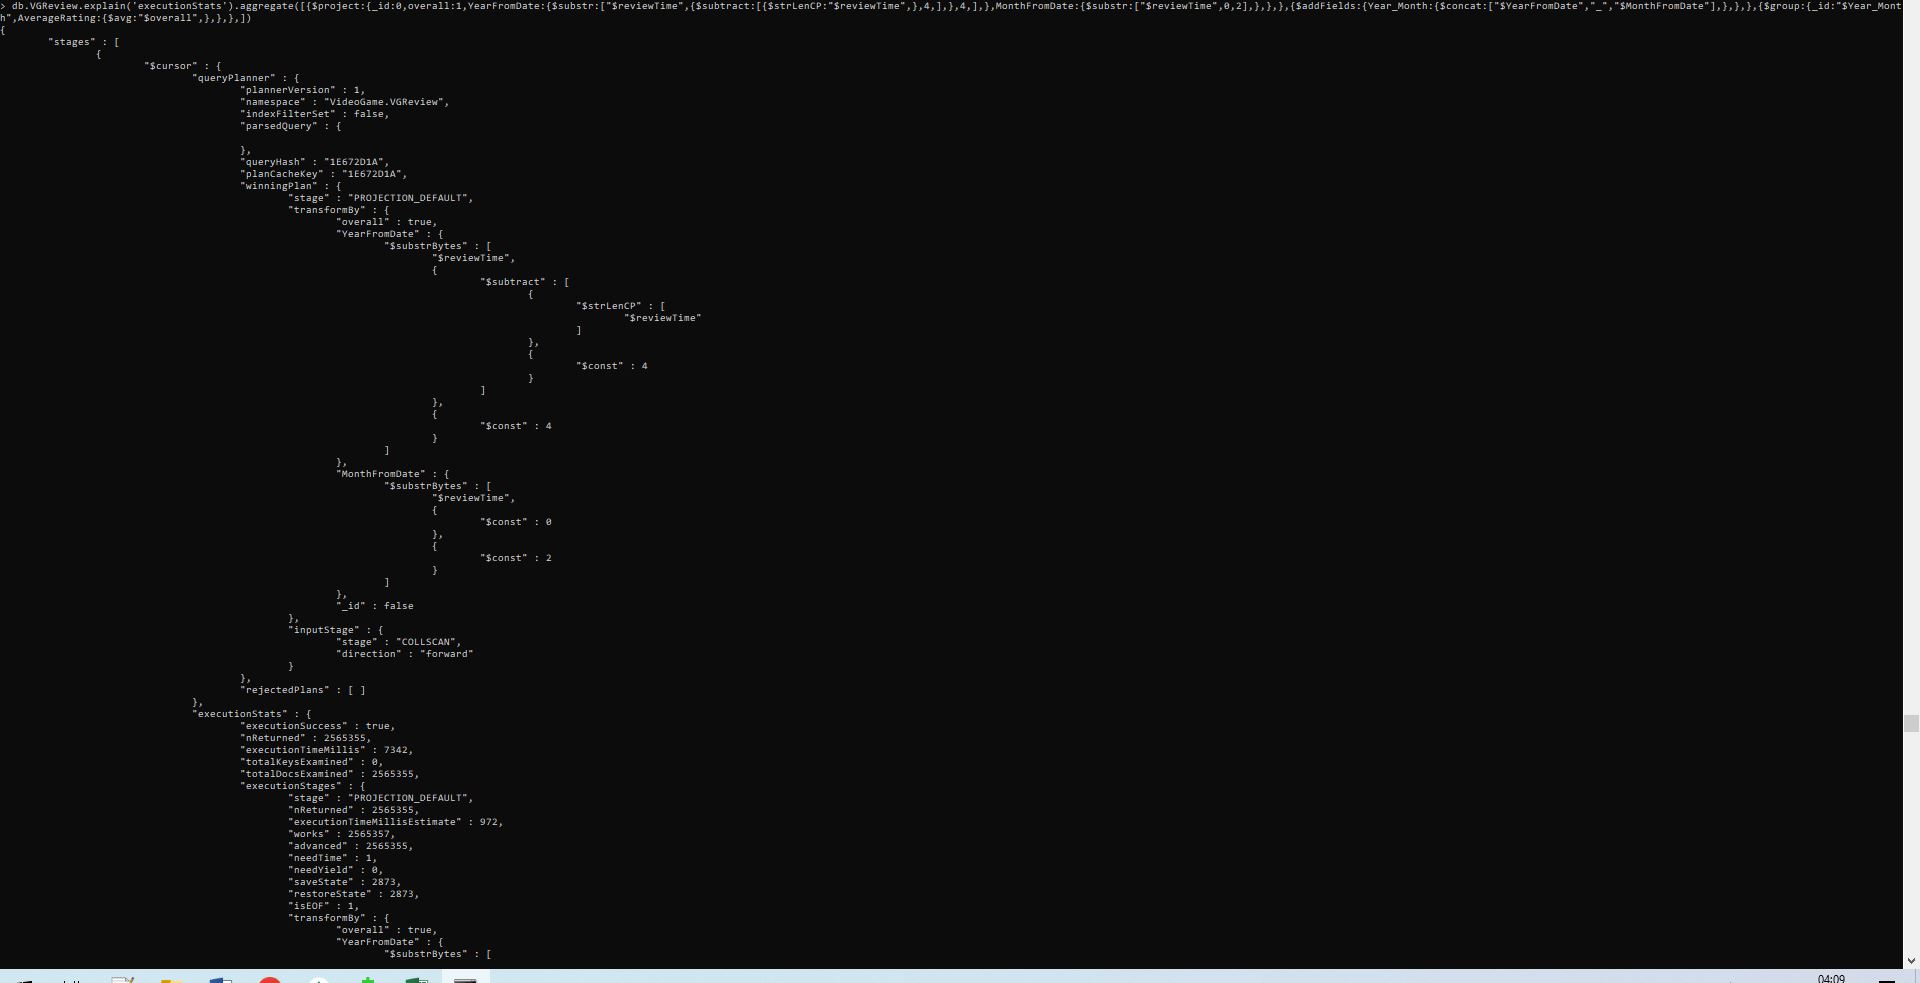 > db.VGReview.explain('executionStats').aggregate([{$project:{_id:0,overall:1,YearFromDate:{$substr:["$reviewTime",{$subtract:[{$strLenCP:"$reviewTime",},4,],},4,],},MonthFromDate:{$substr:["$reviewTime",0,2],},},},{$addFields:{Year_Month:{$concat:["$YearFromDate","_","$MonthFromDate"],},},},{$group:{_id:"$Year_Mont
h",AverageRating:{$avg:"$overall",},},},])
{
"stages" : [
{
"$cursor" : {
"queryPlanner" : {
"plannerVersion" : 1,
"namespace" : "VideoGame.VGReview",
"indexFilterSet" : false,
"parsedQuery" : {
},
"queryHash" : "1E672D1A",
"planCacheKey" : "1E672D1A",
"winningPlan" : {
"stage" : "PROJECTION_DEFAULT",
"transformBy" : {
"overall" : true,
"YearFromDate" : {
"$substrBytes" : [
"$reviewTime",
{
"$subtract" : [
{
"$strLenCP" : [
"$reviewTime"
]
},
{
"$const" : 4
}
]
},
{
"$const" : 4
}
]
},
"MonthFromDate" : {
"$substrBytes" : [
"$reviewTime",
{
"$const" : 0
},
{
"$const" : 2
}
]
},
"_id" : false
},
"inputStage" : {
"stage" : "COLLSCAN",
"direction" : "forward"
}
},
"rejectedPlans" : [ ]
},
"executionStats" : {
"executionSuccess" : true,
"nReturned" : 2565355,
"executionTimeMillis" : 7342,
"totalKeysExamined" : 0,
"totalDocsExamined" : 2565355,
"executionStages" : {
"stage" : "PROJECTION_DEFAULT",
"nReturned" : 2565355,
"executionTimeMillisEstimate" : 972,
"works" : 2565357,
"advanced" : 2565355,
"needTime" : 1,
"needYield" : 0,
"saveState" : 2873,
"restoreState" : 2873,
"isEOF" : 1,
"transformBy" : {
"overall" : true,
"YearFromDate" : {
"$substrBytes" : [
04:09